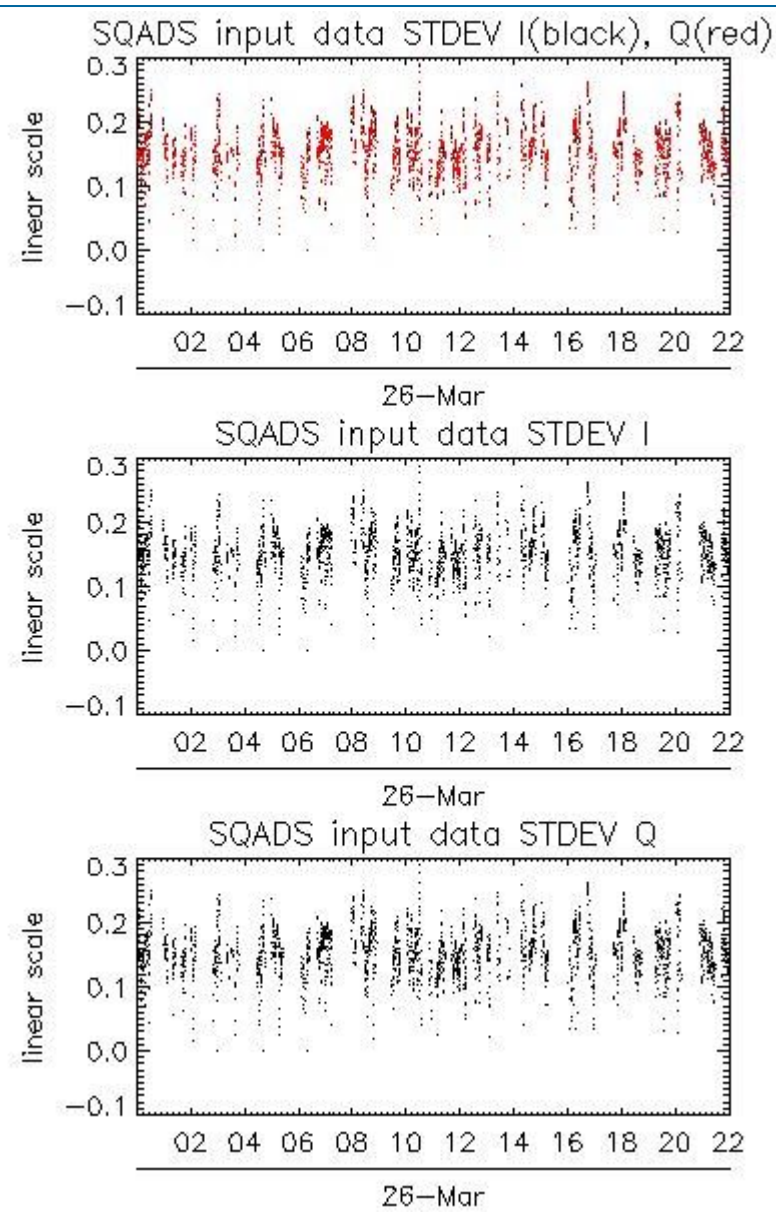 SQADS input data STDEV I(black), Q(red)
0.3
0.2
0.1
0.0
−0.1
linear scale
02 04 06 08 10 12 14 16 18 20 22
26−Mar
SQADS input data STDEV I
0.3
0.2
0.1
0.0
−0.1
linear scale
02 04 06 08 10 12 14 16 18 20 22
26−Mar
SQADS input data STDEV Q
0.3
0.2
0.1
0.0
−0.1
linear scale
02 04 06 08 10 12 14 16 18 20 22
26−Mar